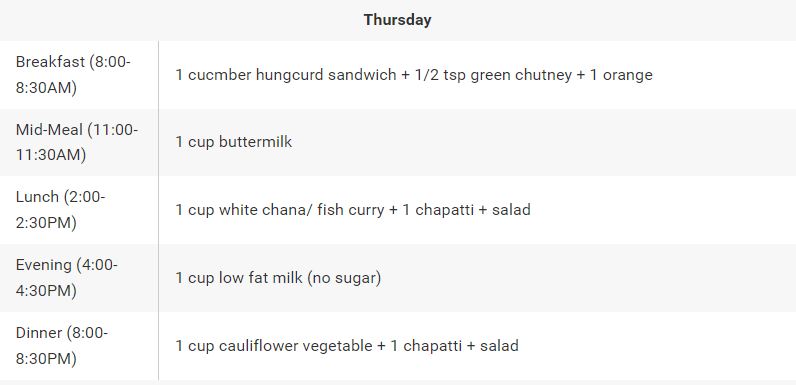 Thursday
Breakfast (8:00-
8:30AM)
1 cucmber hungcurd sandwich + 1/2 tsp green chutney + 1 orange
Mid-Meal (11:00-
11:30AM)
1 cup buttermilk
Lunch (2:00-
2:30PM)
1 cup white chana/ fish curry + 1 chapatti + salad
Evening (4:00-
4:30PM)
1 cup low fat milk (no sugar)
Dinner (8:00-
8:30PM)
1 cup cauliflower vegetable + 1 chapatti + salad